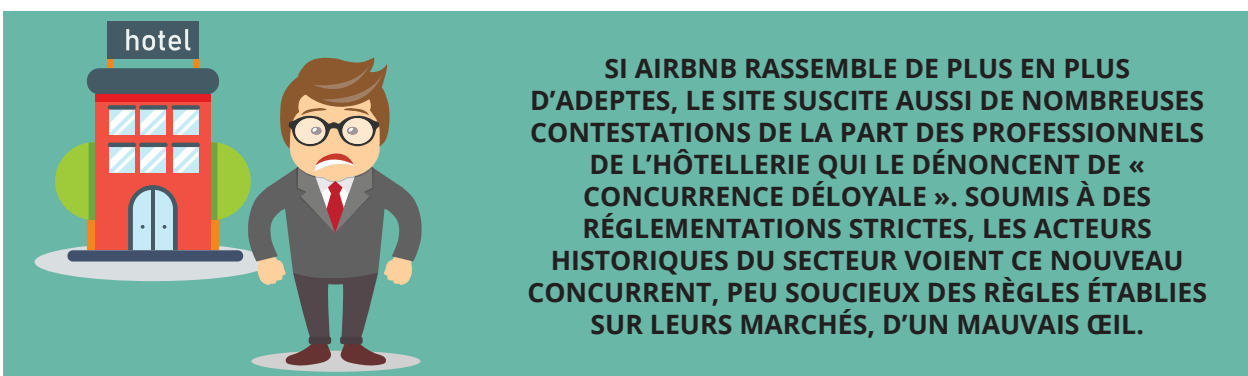 hotel
SI AIRBNB RASSEMBLE DE PLUS EN PLUS
D’ADEPTES, LE SITE SUSCITE AUSSI DE NOMBREUSES
CONTESTATIONS DE LA PART DES PROFESSIONNELS
DE L’HÔTELLERIE QUI LE DÉNONCENT DE «
CONCURRENCE DÉLOYALE ». SOUMIS À DES
RÉGLEMENTATIONS STRICTES, LES ACTEURS
HISTORIQUES DU SECTEUR VOIENT CE NOUVEAU
CONCURRENT, PEU SOUCIEUX DES RÈGLES ÉTABLIES
SUR LEURS MARCHÉS, D’UN MAUVAIS ŒIL.